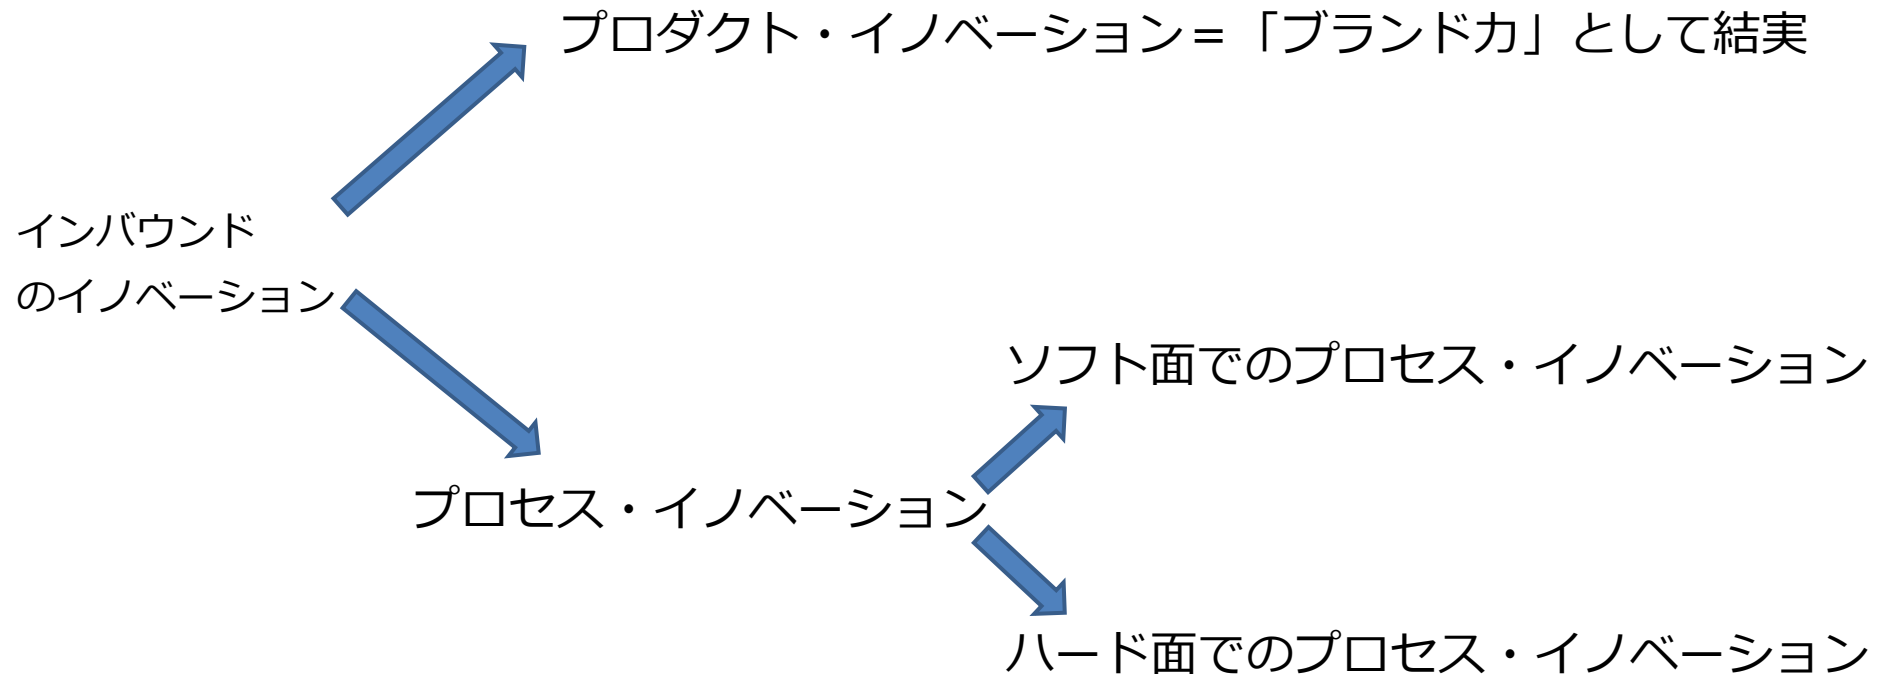 プロダクト・イノベーション＝「ブランド力」として結実
インバウンド
のイノベーション
ソフト面でのプロセス・イノベーション
プロセス・イノベーション
ハード面でのプロセス・イノベーション